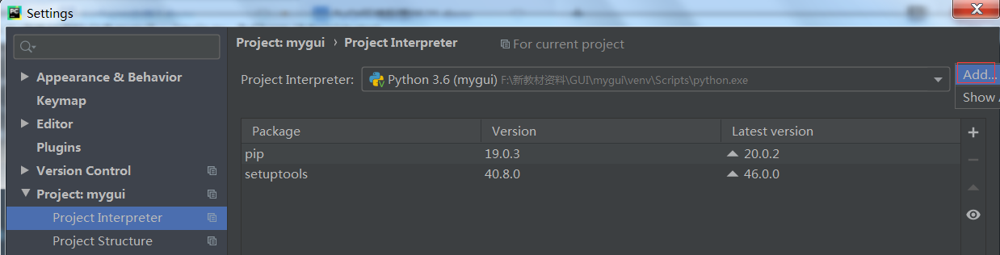 Settings
Project: mygui › Project Interpreter For current project
Appearance & Behavior
Keymap
Editor
Plugins
Version Control
Project: mygui
Project Interpreter
Project Structure
Project Interpreter: Python 3.6 (mygui) F:\新教材资料\GUI\mygui\venv\Scripts\python.exe
Add...
Show
Package Version Latest version
pip 19.0.3 20.0.2
setuptools 40.8.0 46.0.0